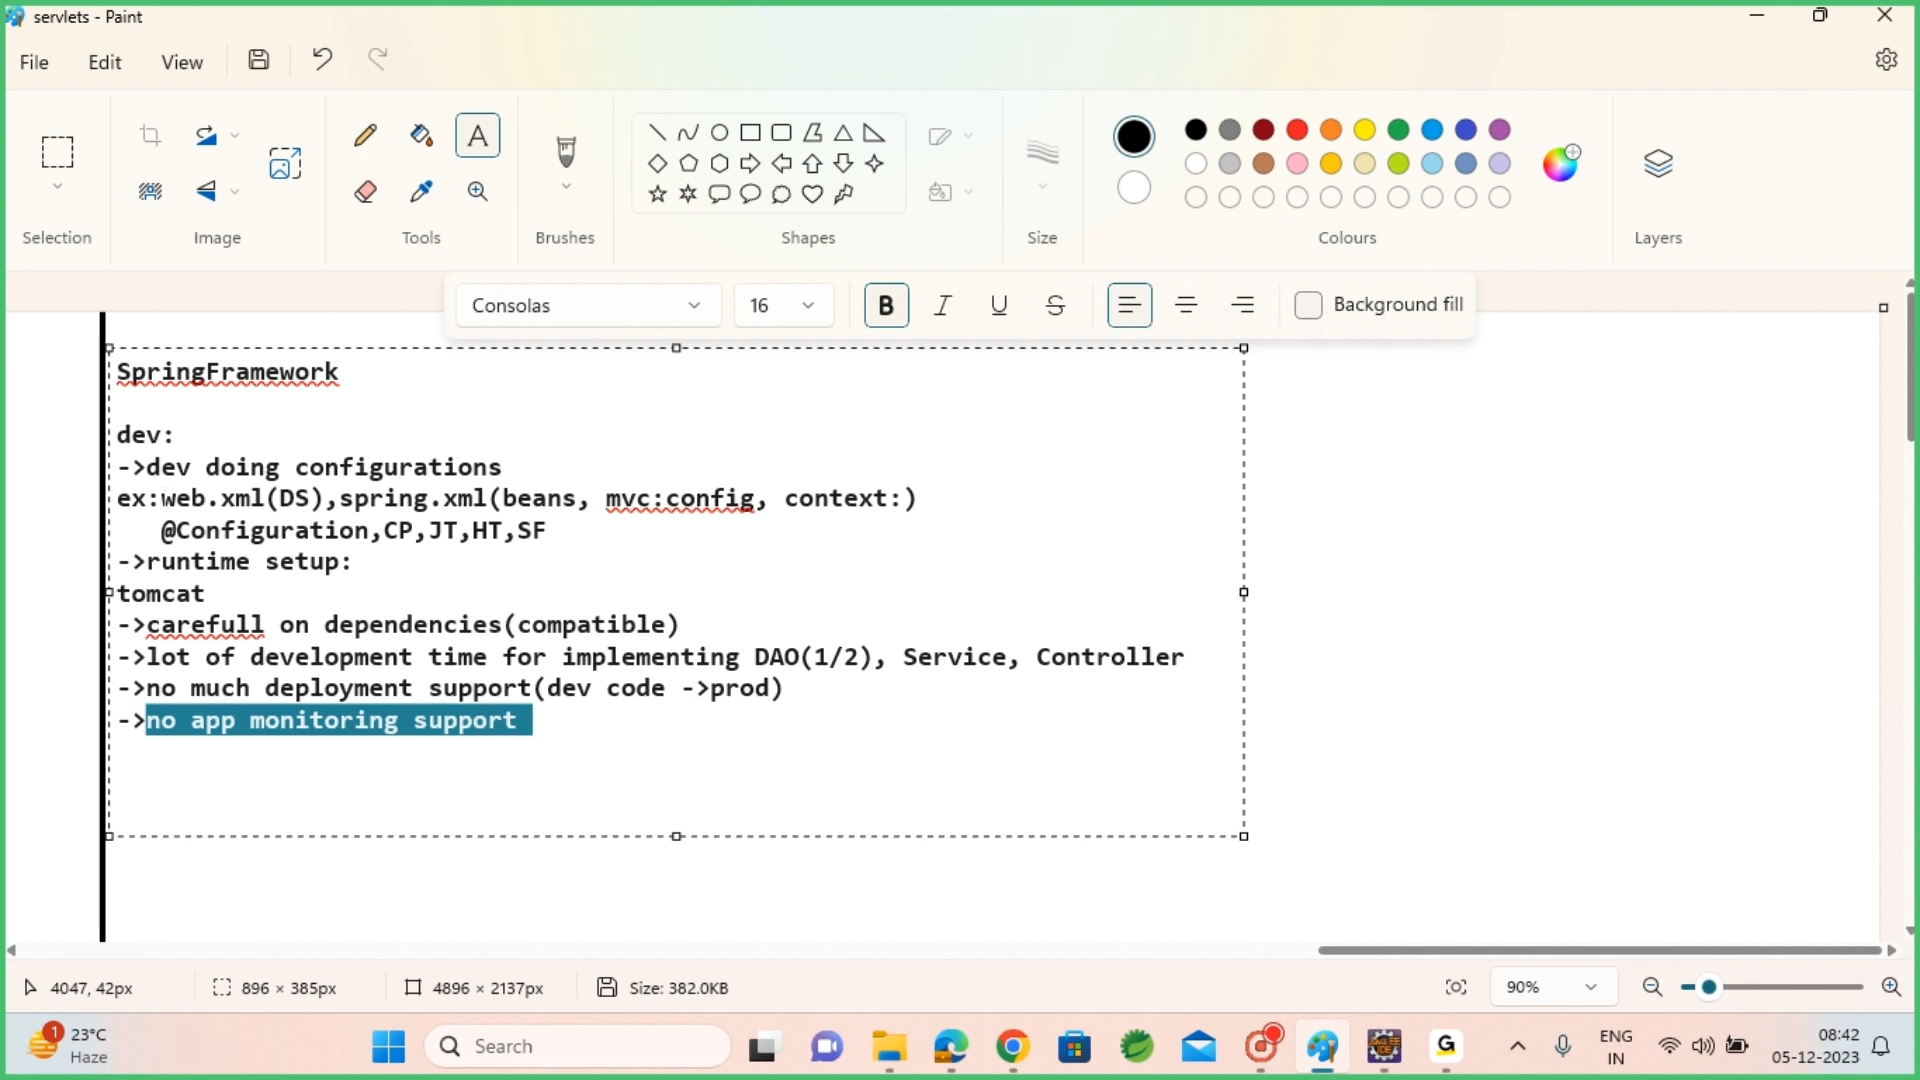 servlets - Paint
File Edit View
Selection Image Tools Brushes Shapes Size Colours Layers
Consolas 16 B I U S Background fill
SpringFramework
dev:
->dev doing configurations
ex:web.xml(DS),spring.xml(beans, mvc:config, context:)
@Configuration,CP,JT,HT,SF
->runtime setup:
tomcat
->carefull on dependencies(compatible)
->lot of development time for implementing DAO(1/2), Service, Controller
->no much deployment support(dev code ->prod)
->no app monitoring support
4047, 42px 896 × 385px 4896 × 2137px Size: 382.0KB 90%
1 23°C Search ENG 08:42
Haze IN 05-12-2023